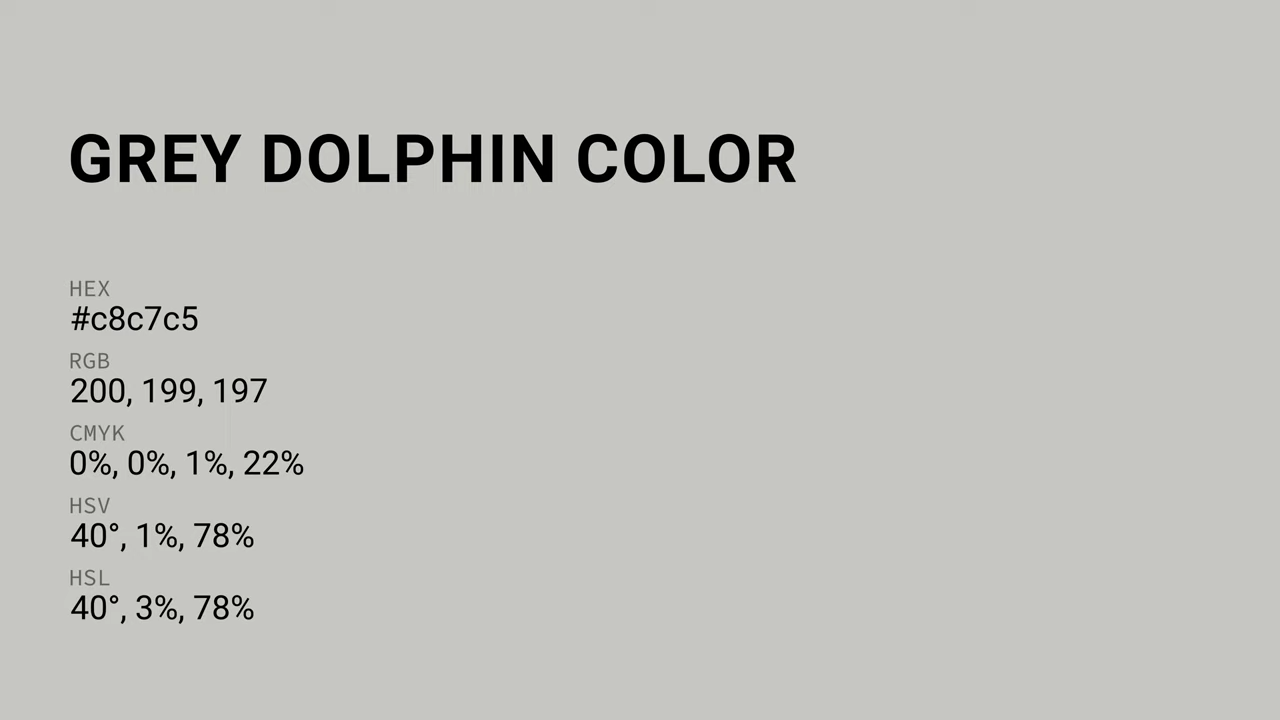 GREY DOLPHIN COLOR
HEX
#c8c7c5
RGB
200, 199, 197
CMYK
0%, 0%, 1%, 22%
HSV
40°, 1%, 78%
HSL
40°, 3%, 78%